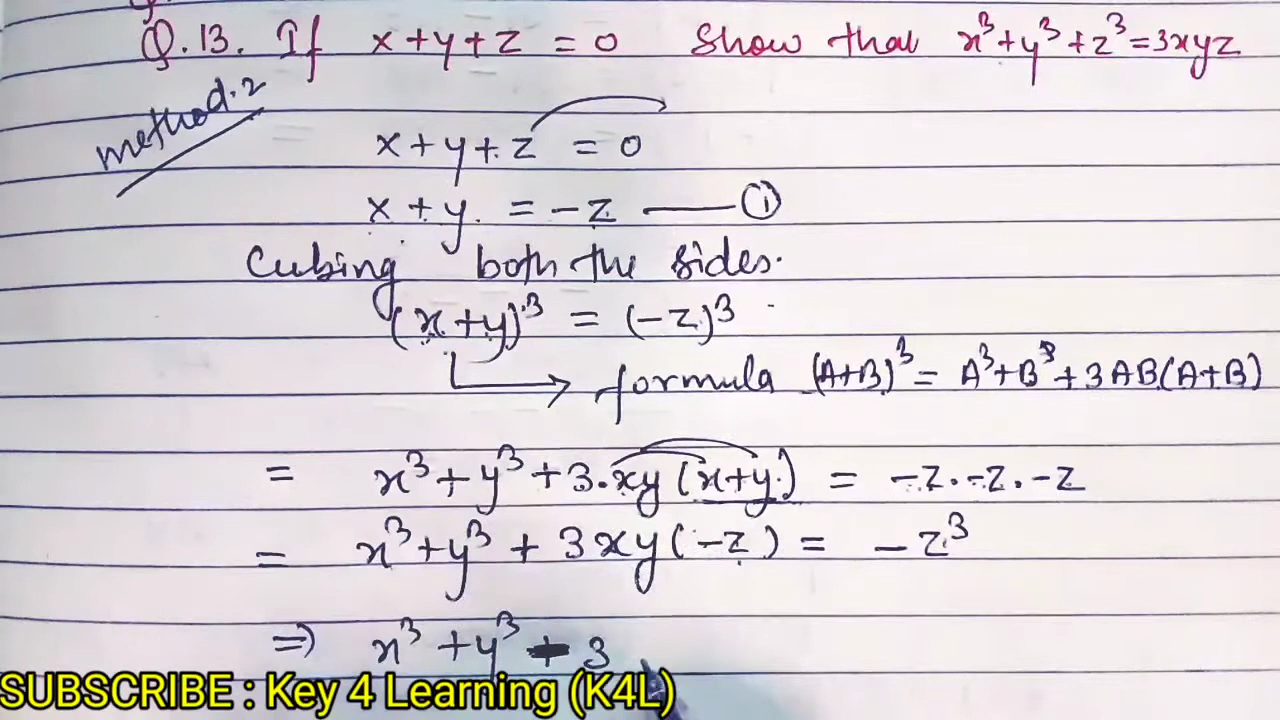 Q.13. If x+y+z = 0 Show that x³+y³+z³=3xyz
method.2
x+y+z = 0
x+y = -z ——— ①
Cubing both the sides.
(x+y)³ = (-z)³
formula (A+B)³ = A³+B³+3AB(A+B)
= x³+y³+3.xy(x+y) = -z.-z.-z
= x³+y³ + 3xy(-z) = -z³
⇒ x³+y³ - 3
SUBSCRIBE : Key 4 Learning (K4L)